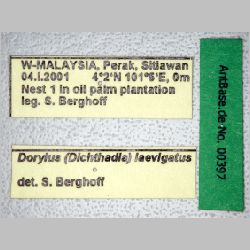 W-MALAYSIA, Perak, Sitiawan
04.I.2001 4°2'N 101°5'E, 0m
Nest 1 in oil palm plantation
leg. S. Berghoff
Dorylus (Dichthadia) laevigatus
det. S. Berghoff
AntBase.de No. D0397